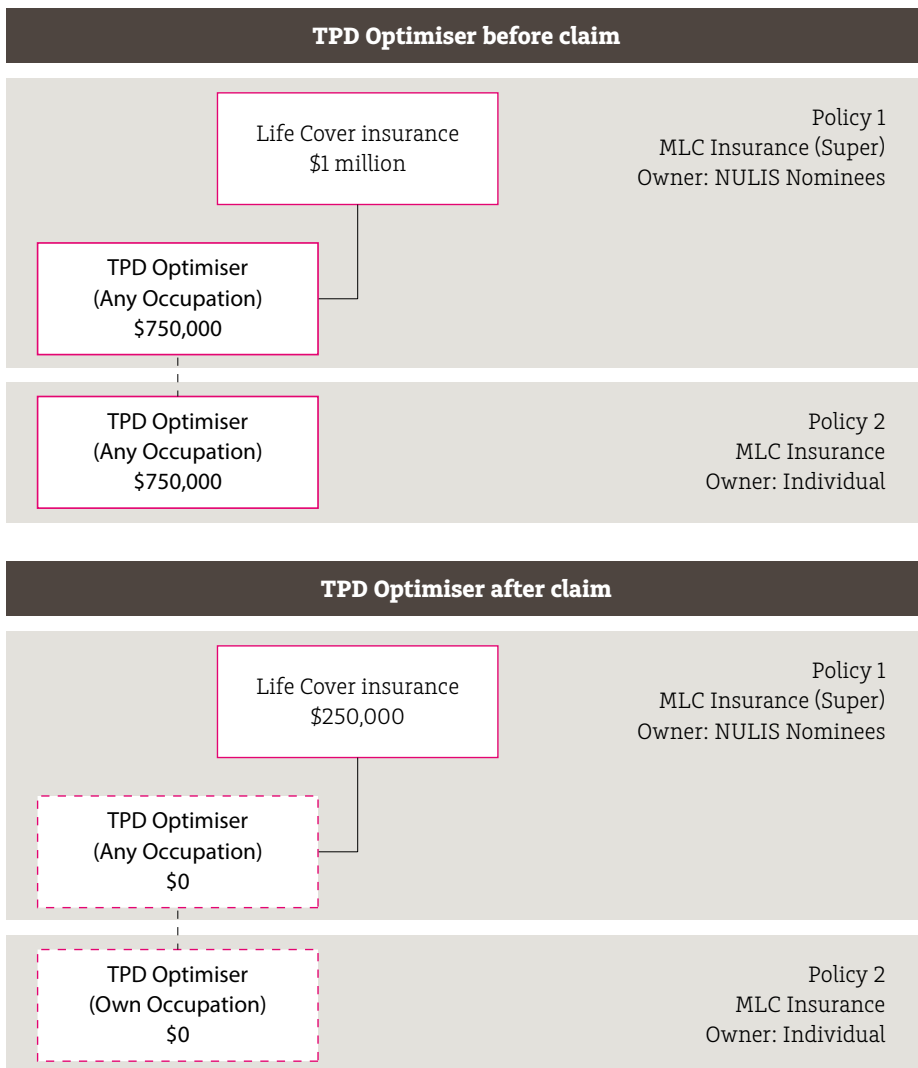 TPD Optimiser before claim
Life Cover insurance
$1 million
Policy 1
MLC Insurance (Super)
Owner: NULIS Nominees
TPD Optimiser
(Any Occupation)
$750,000
TPD Optimiser
(Any Occupation)
$750,000
Policy 2
MLC Insurance
Owner: Individual
TPD Optimiser after claim
Life Cover insurance
$250,000
Policy 1
MLC Insurance (Super)
Owner: NULIS Nominees
TPD Optimiser
(Any Occupation)
$0
TPD Optimiser
(Own Occupation)
$0
Policy 2
MLC Insurance
Owner: Individual